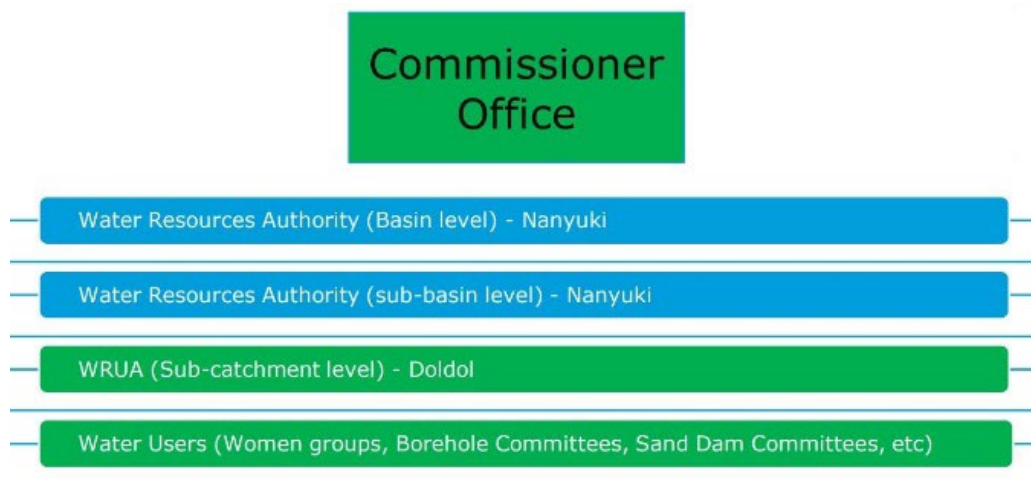 Commissioner
Office
Water Resources Authority (Basin level) - Nanyuki
Water Resources Authority (sub-basin level) - Nanyuki
WRUA (Sub-catchment level) - Doldol
Water Users (Women groups, Borehole Committees, Sand Dam Committees, etc)